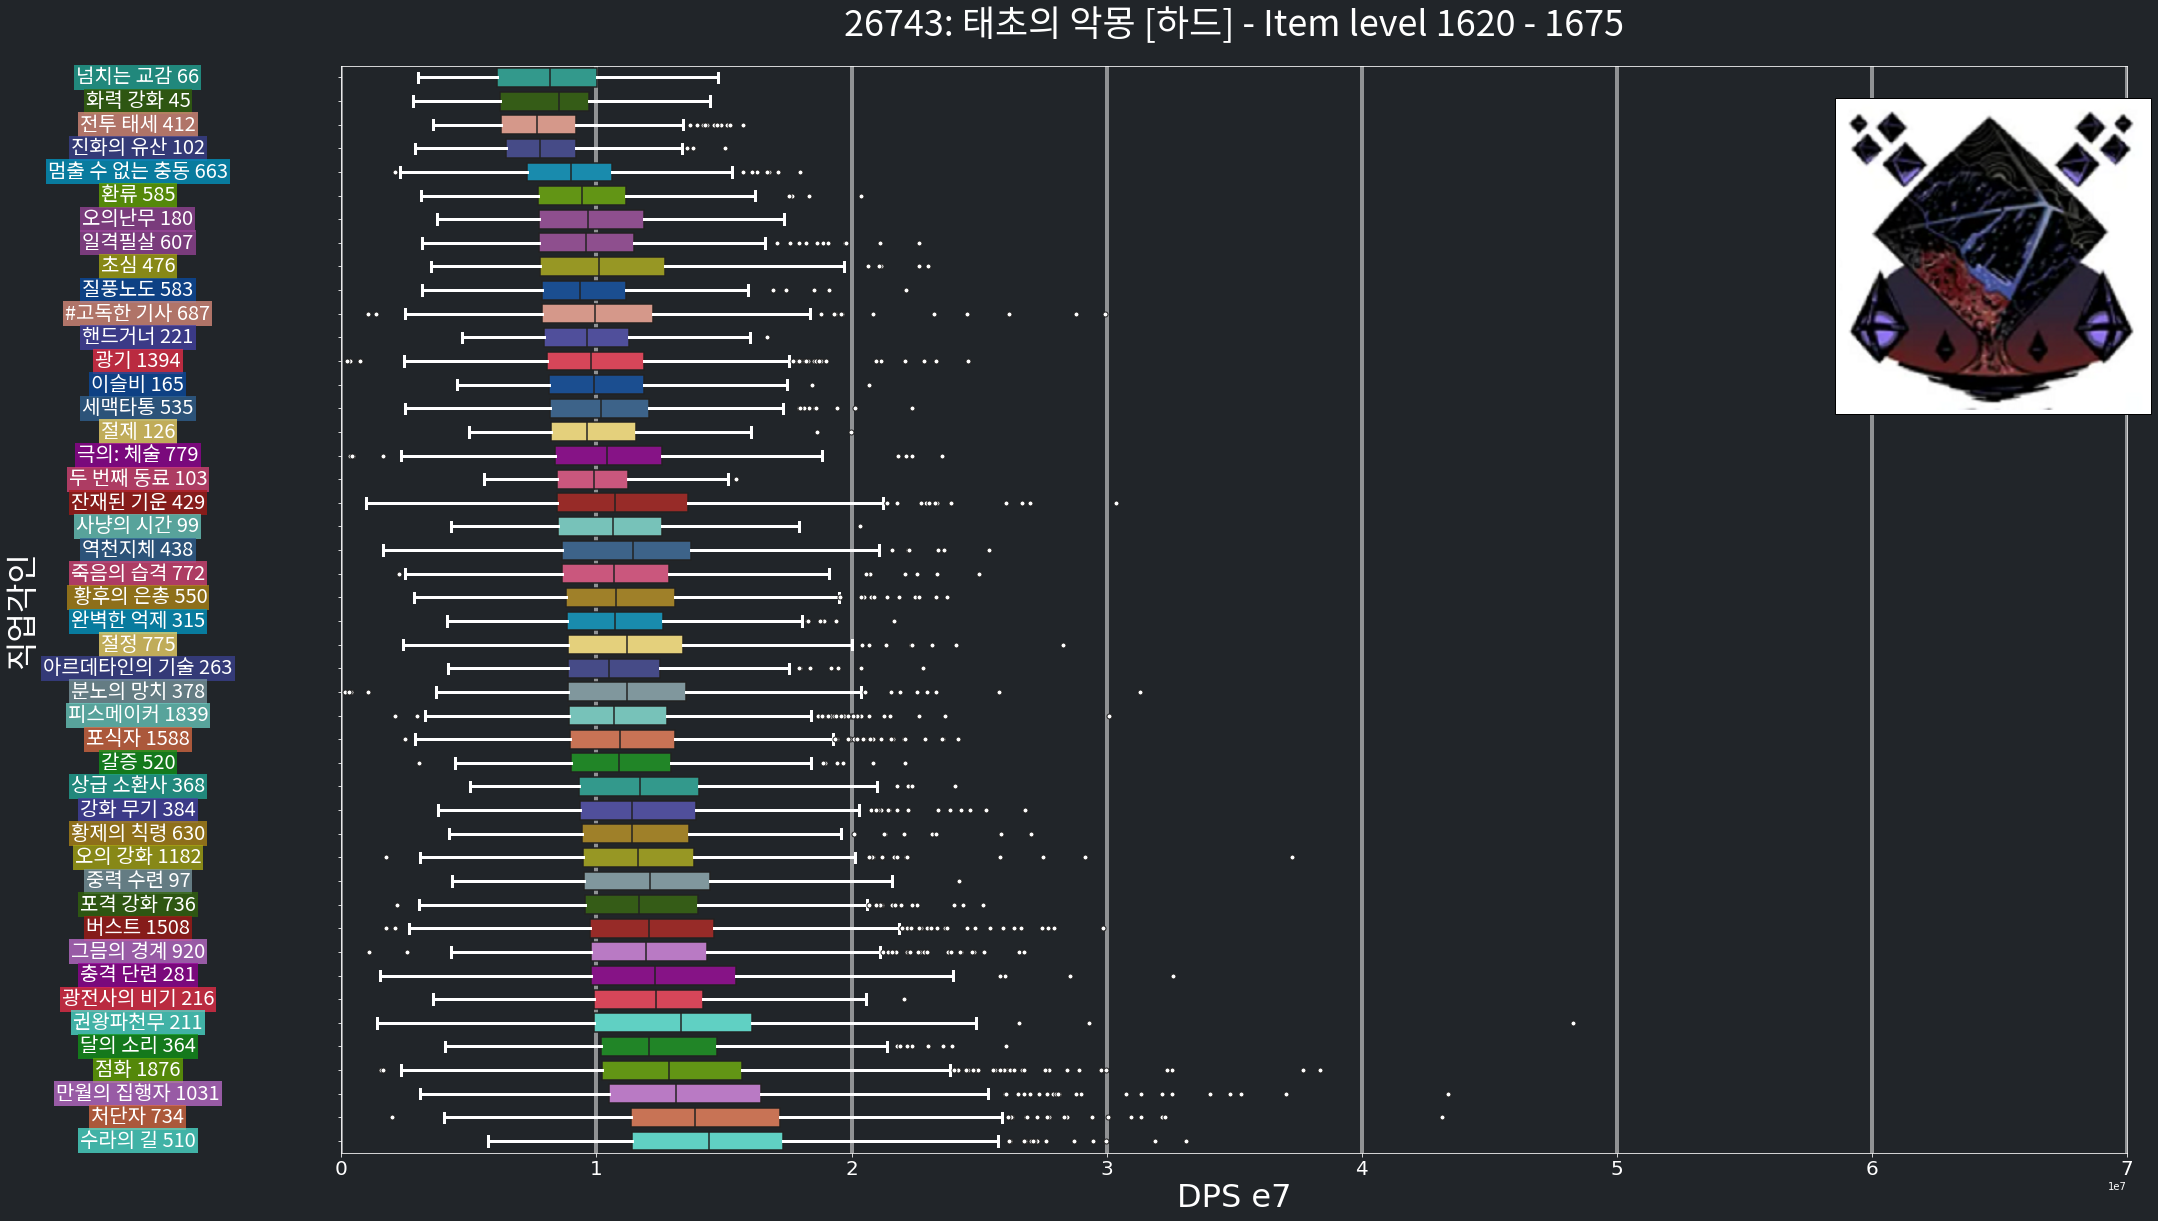 26743: 태초의 악몽 [하드] - Item level 1620 - 1675
넘치는 교감 66
화력 강화 45
전투 태세 412
진화의 유산 102
멈출 수 없는 충동 663
환류 585
오의난무 180
일격필살 607
초심 476
질풍노도 583
#고독한 기사 687
핸드거너 221
광기 1394
이슬비 165
세맥타통 535
절제 126
극의: 체술 779
두 번째 동료 103
잔재된 기운 429
사냥의 시간 99
역천지체 438
죽음의 습격 772
황후의 은총 550
완벽한 억제 315
절정 775
아르데타인의 기술 263
분노의 망치 378
피스메이커 1839
포식자 1588
갈증 520
상급 소환사 368
강화 무기 384
황제의 칙령 630
오의 강화 1182
중력 수련 97
포격 강화 736
버스트 1508
그믐의 경계 920
충격 단련 281
광전사의 비기 216
권왕파천무 211
달의 소리 364
점화 1876
만월의 집행자 1031
처단자 734
수라의 길 510
직업각인
0 1 2 3 4 5 6 7
1e7
DPS e7